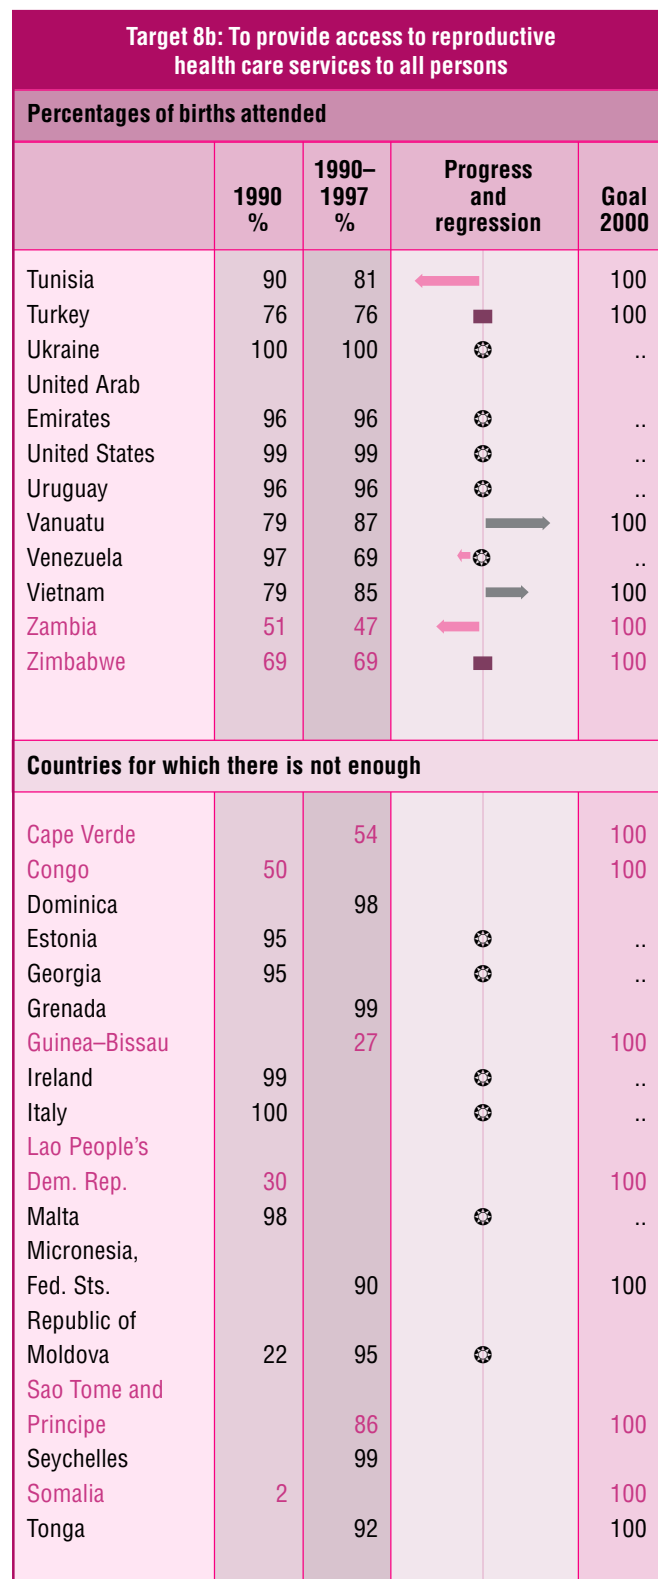 Target 8b: To provide access to reproductive
health care services to all persons
Percentages of births attended
1990 % 1990–1997 % Progress and regression Goal 2000
Tunisia 90 81 100
Turkey 76 76 100
Ukraine 100 100 ..
United Arab
Emirates 96 96 ..
United States 99 99 ..
Uruguay 96 96 ..
Vanuatu 79 87 100
Venezuela 97 69 ..
Vietnam 79 85 100
Zambia 51 47 100
Zimbabwe 69 69 100
Countries for which there is not enough
Cape Verde 54 100
Congo 50 100
Dominica 98
Estonia 95 ..
Georgia 95 ..
Grenada 99
Guinea–Bissau 27 100
Ireland 99 ..
Italy 100 ..
Lao People’s
Dem. Rep. 30 100
Malta 98 ..
Micronesia,
Fed. Sts. 90 100
Republic of
Moldova 22 95
Sao Tome and
Principe 86 100
Seychelles 99
Somalia 2 100
Tonga 92 100